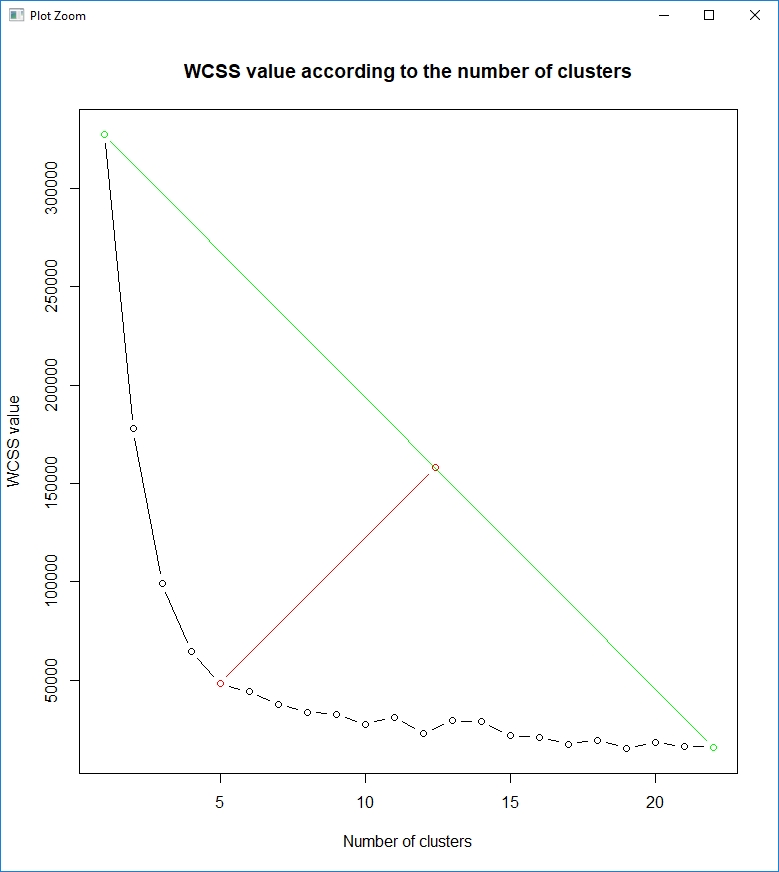 Plot Zoom
WCSS value according to the number of clusters
300000
250000
200000
150000
100000
50000
WCSS value
5 10 15 20
Number of clusters